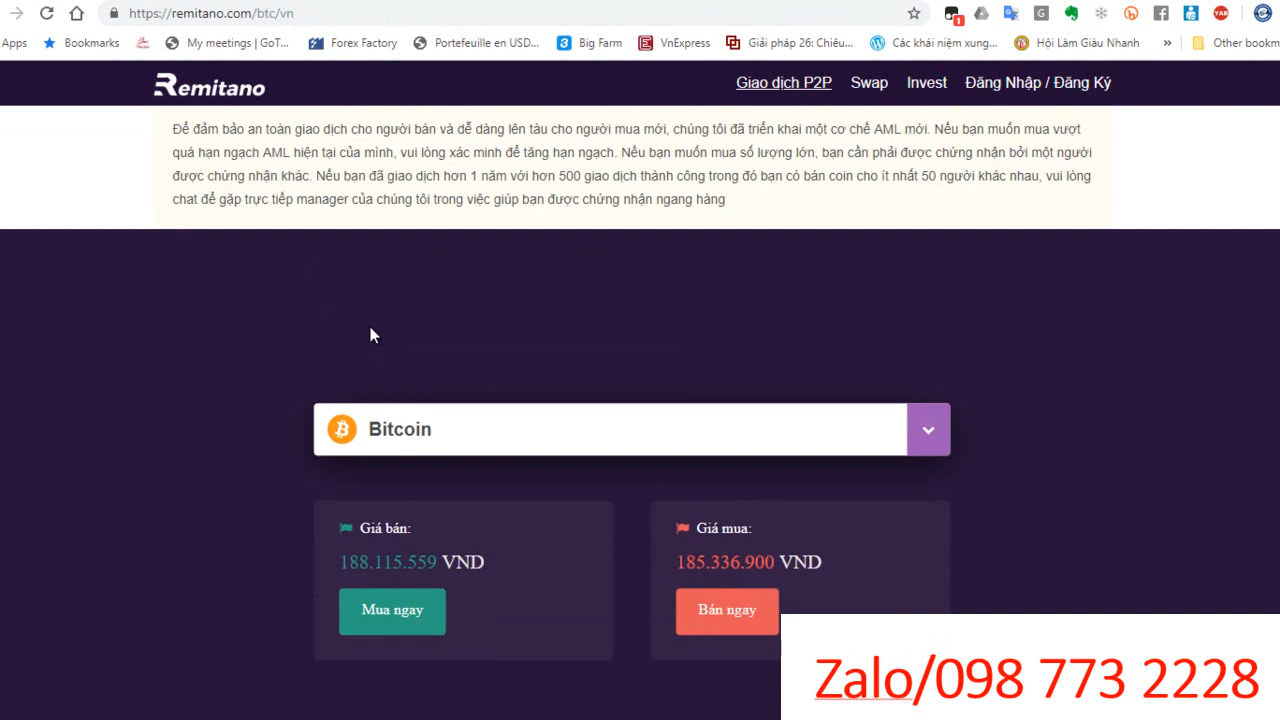 https://remitano.com/btc/vn
1
G
YAB
Apps
Bookmarks
My meetings | GoT...
Forex Factory
Portefeuille en USD...
Big Farm
VnExpress
Giải pháp 26: Chiêu...
Các khái niệm xung...
Hội Làm Giàu Nhanh
»
Other bookm
Remitano
Giao dịch P2P
Swap
Invest
Đăng Nhập / Đăng Ký
Để đảm bảo an toàn giao dịch cho người bán và dễ dàng lên tàu cho người mua mới, chúng tôi đã triển khai một cơ chế AML mới. Nếu bạn muốn mua vượt
quá hạn ngạch AML hiện tại của mình, vui lòng xác minh để tăng hạn ngạch. Nếu bạn muốn mua số lượng lớn, bạn cần phải được chứng nhận bởi một người
được chứng nhận khác. Nếu bạn đã giao dịch hơn 1 năm với hơn 500 giao dịch thành công trong đó bạn có bán coin cho ít nhất 50 người khác nhau, vui lòng
chat để gặp trực tiếp manager của chúng tôi trong việc giúp bạn được chứng nhận ngang hàng
Bitcoin
Giá bán:
188.115.559 VND
Mua ngay
Giá mua:
185.336.900 VND
Bán ngay
Zalo/098 773 2228